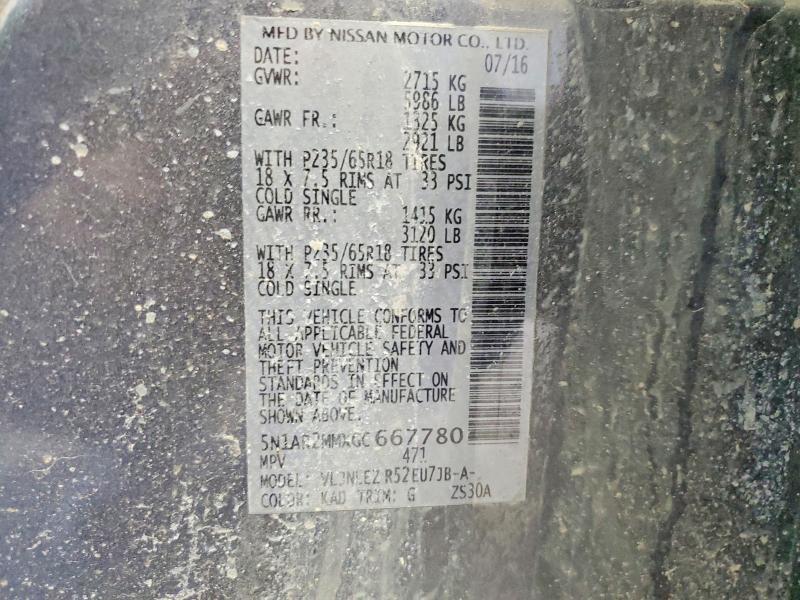 MFD BY NISSAN MOTOR CO., LTD.
DATE: 07/16
GVWR: 2715 KG
5986 LB
GAWR FR.: 1325 KG
2921 LB
WITH P235/65R18 TIRES
18 X 7.5 RIMS AT 33 PSI
COLD SINGLE
GAWR RR.: 1415 KG
3120 LB
WITH P235/65R18 TIRES
18 X 7.5 RIMS AT 33 PSI
COLD SINGLE
THIS VEHICLE CONFORMS TO
ALL APPLICABLE FEDERAL
MOTOR VEHICLE SAFETY AND
THEFT PREVENTION
STANDARDS IN EFFECT ON
THE DATE OF MANUFACTURE
SHOWN ABOVE.
5N1AR2MMXGC667780
MPV 471
MODEL: R52EU7JB-A-
COLOR: KAD TRIM: G ZS30A